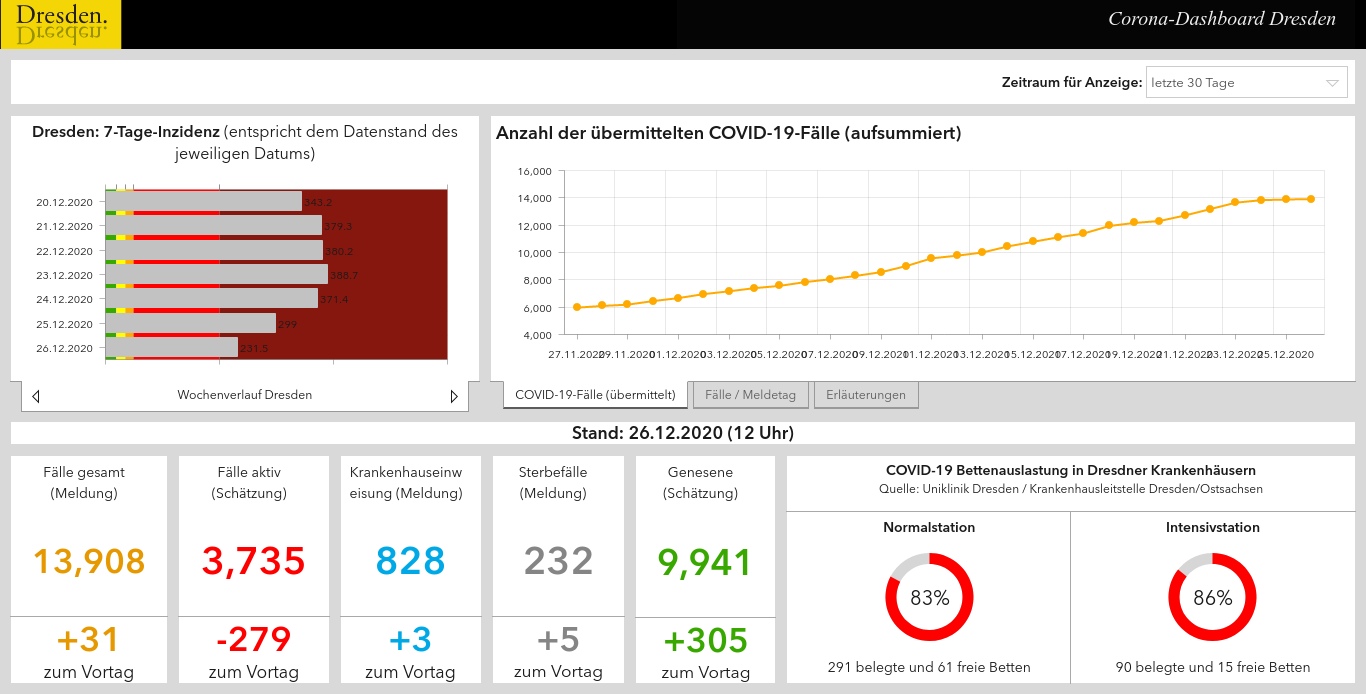 Dresden.
Corona-Dashboard Dresden
Zeitraum für Anzeige: letzte 30 Tage
Dresden: 7-Tage-Inzidenz (entspricht dem Datenstand des
jeweiligen Datums)
20.12.2020 343.2
21.12.2020 379.3
22.12.2020 380.2
23.12.2020 388.7
24.12.2020 371.4
25.12.2020 299
26.12.2020 231.5
Wochenverlauf Dresden
Anzahl der übermittelten COVID-19-Fälle (aufsummiert)
16,000
14,000
12,000
10,000
8,000
6,000
4,000
27.11.2020 29.11.2020 01.12.2020 03.12.2020 05.12.2020 07.12.2020 09.12.2020 11.12.2020 13.12.2020 15.12.2020 17.12.2020 19.12.2020 21.12.2020 23.12.2020 25.12.2020
COVID-19-Fälle (übermittelt) Fälle / Meldetag Erläuterungen
Stand: 26.12.2020 (12 Uhr)
Fälle gesamt
(Meldung)
13,908
+31
zum Vortag
Fälle aktiv
(Schätzung)
3,735
-279
zum Vortag
Krankenhauseinw
eisung (Meldung)
828
+3
zum Vortag
Sterbefälle
(Meldung)
232
+5
zum Vortag
Genesene
(Schätzung)
9,941
+305
zum Vortag
COVID-19 Bettenauslastung in Dresdner Krankenhäusern
Quelle: Uniklinik Dresden / Krankenhausleitstelle Dresden/Ostsachsen
Normalstation
83%
291 belegte und 61 freie Betten
Intensivstation
86%
90 belegte und 15 freie Betten